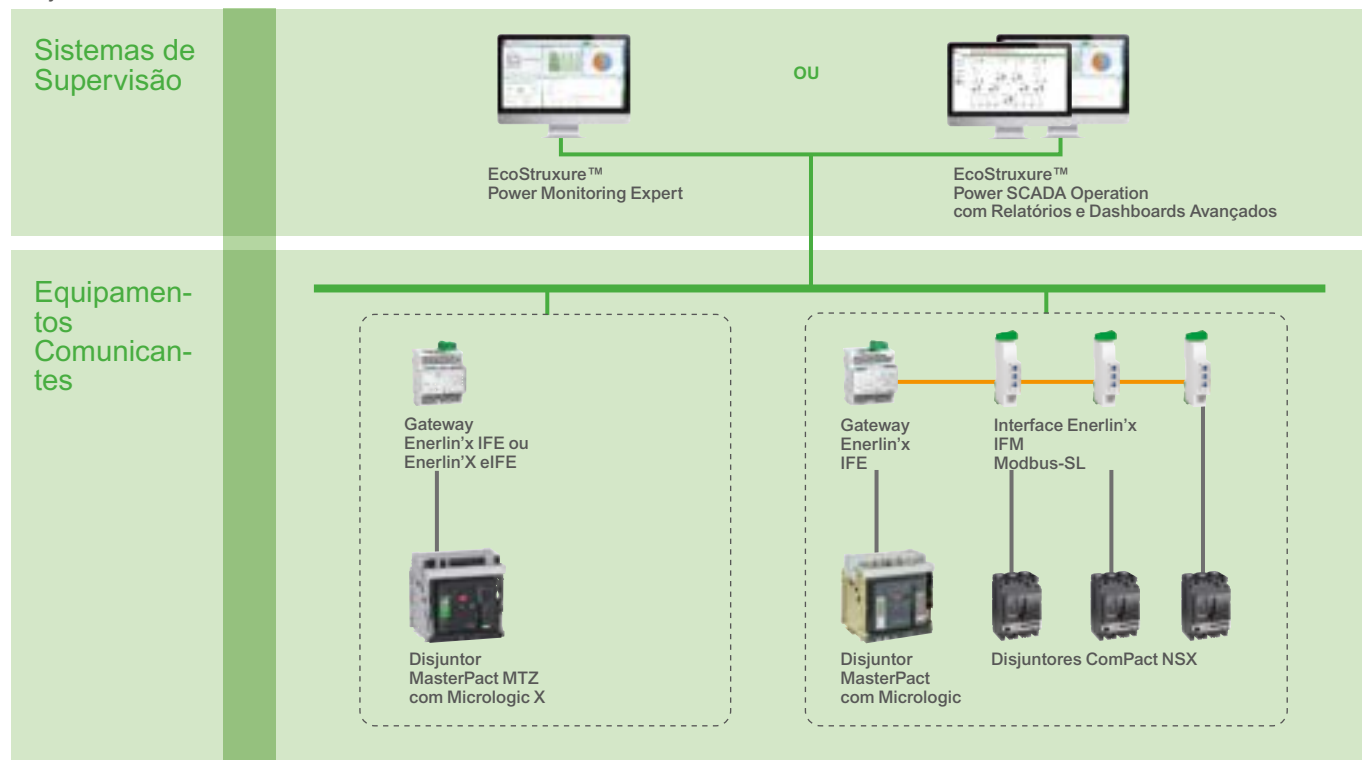 Sistemas de
Supervisão
OU
EcoStruxure™
Power Monitoring Expert
EcoStruxure™
Power SCADA Operation
com Relatórios e Dashboards Avançados
Equipamen-
tos
Comunican-
tes
Gateway
Enerlin’x IFE ou
Enerlin’X eIFE
Disjuntor
MasterPact MTZ
com Micrologic X
Gateway
Enerlin’x
IFE
Interface Enerlin’x
IFM
Modbus-SL
Disjuntor
MasterPact
com Micrologic
Disjuntores ComPact NSX